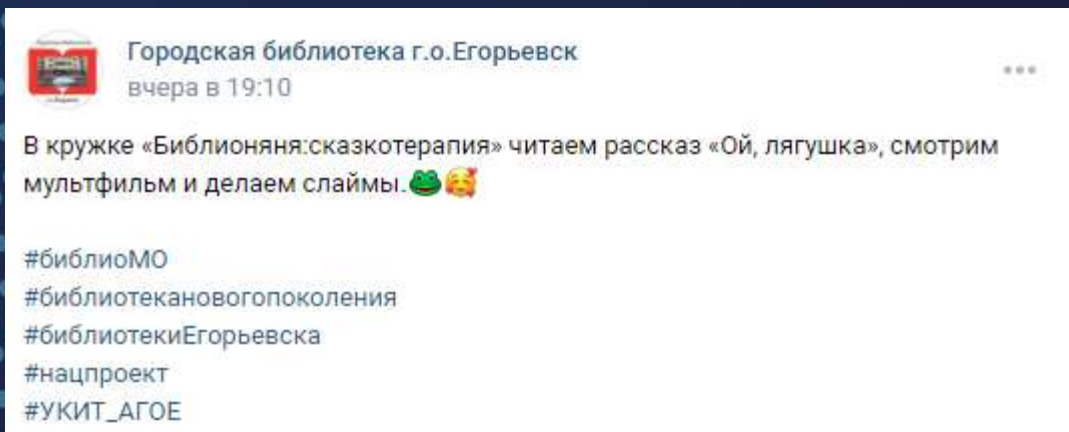 Городская библиотека г.о.Егорьевск
вчера в 19:10
В кружке «Библионяня:сказкотерапия» читаем рассказ «Ой, лягушка», смотрим
мультфильм и делаем слаймы.🐸🥰
#библиоМО
#библиотекановогопоколения
#библиотекиЕгорьевска
#нацпроект
#УКИТ_АГОЕ